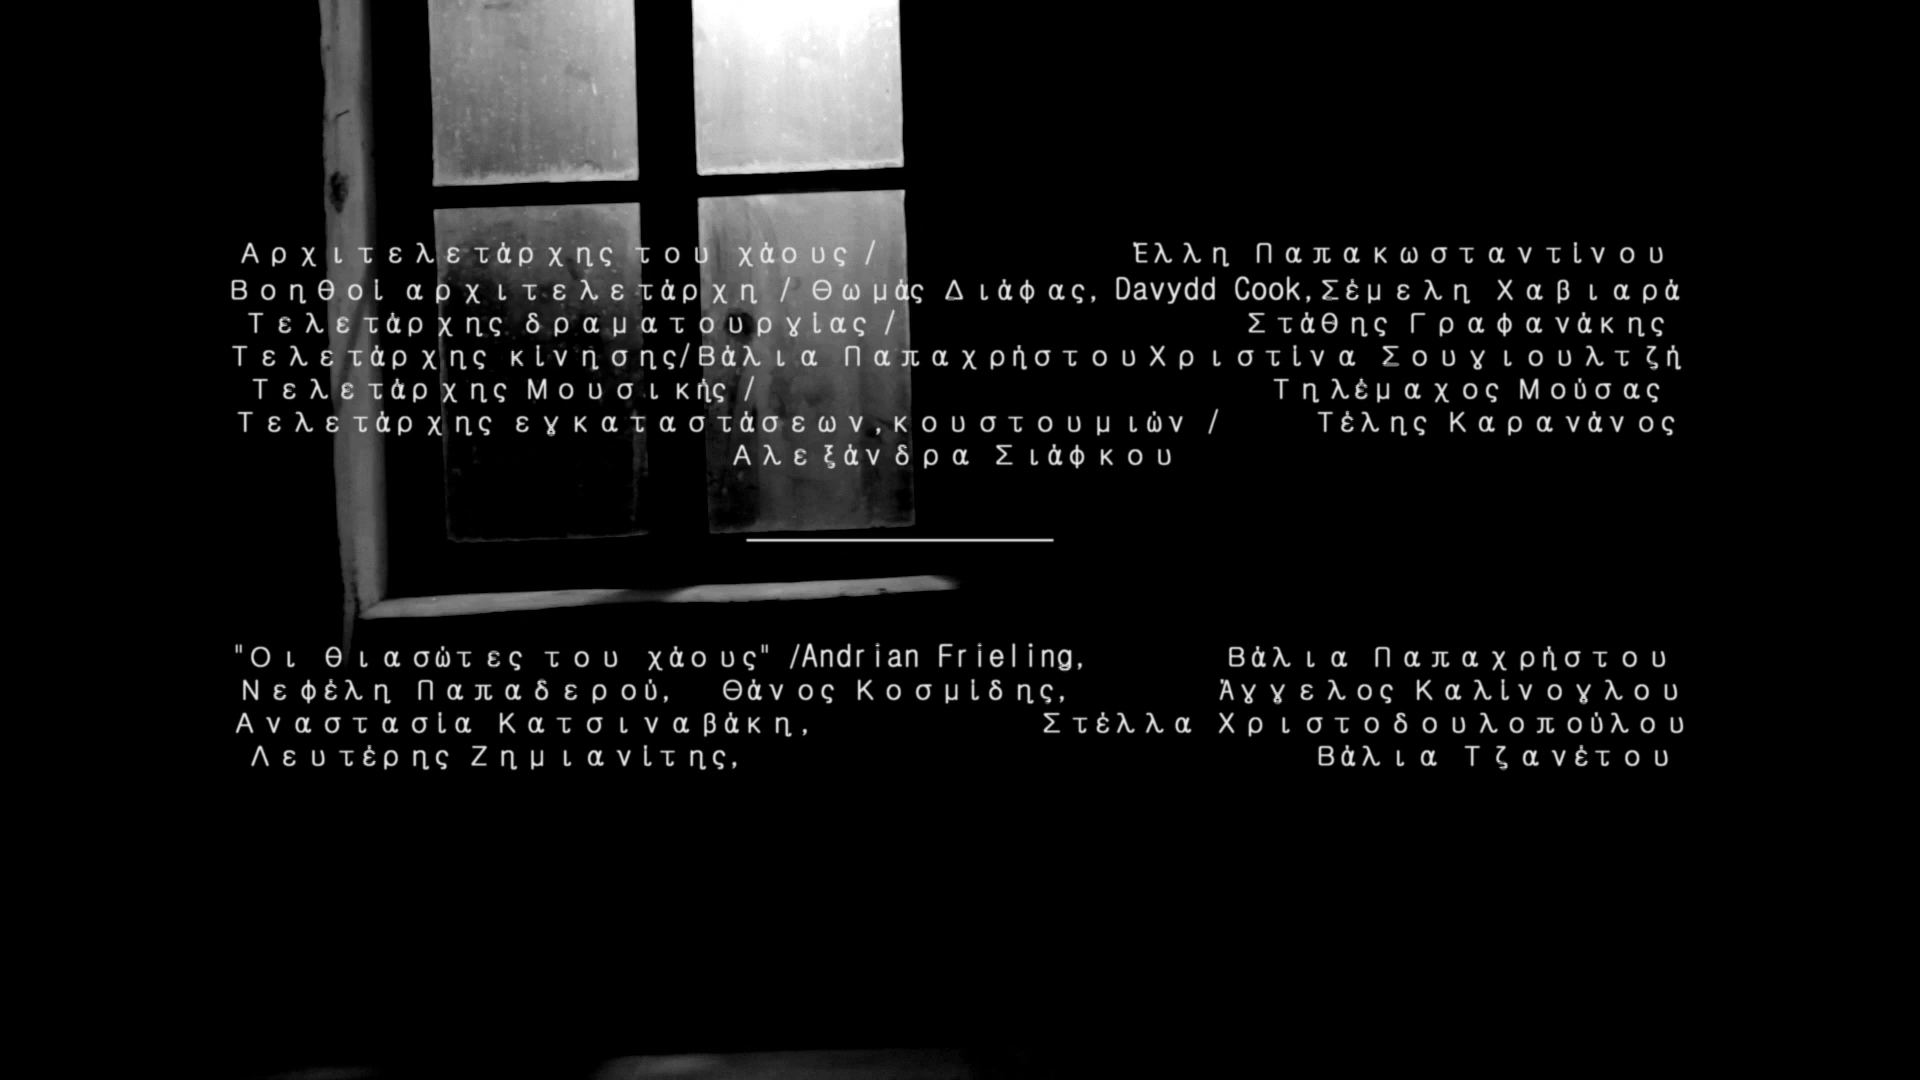 Αρχιτελετάρχης του χάους / Έλλη Παπακωσταντίνου
Βοηθοί αρχιτελετάρχη / Θωμάς Διάφας, Davydd Cook,Σέμελη Χαβιαρά
Τελετάρχης δραματουργίας / Στάθης Γραφανάκης
Τελετάρχης κίνησης/Βάλια ΠαπαχρήστουΧριστίνα Σουγιουλτζή
Τελετάρχης Μουσικής / Τηλέμαχος Μούσας
Τελετάρχης εγκαταστάσεων,κουστουμιών / Τέλης Καρανάνος
Αλεξάνδρα Σιάφκου
"Οι θιασώτες του χάους" /Andrian Frieling, Βάλια Παπαχρήστου
Νεφέλη Παπαδερού, Θάνος Κοσμίδης, Άγγελος Καλίνογλου
Αναστασία Κατσιναβάκη, Στέλλα Χριστοδουλοπούλου
Λευτέρης Ζημιανίτης, Βάλια Τζανέτου